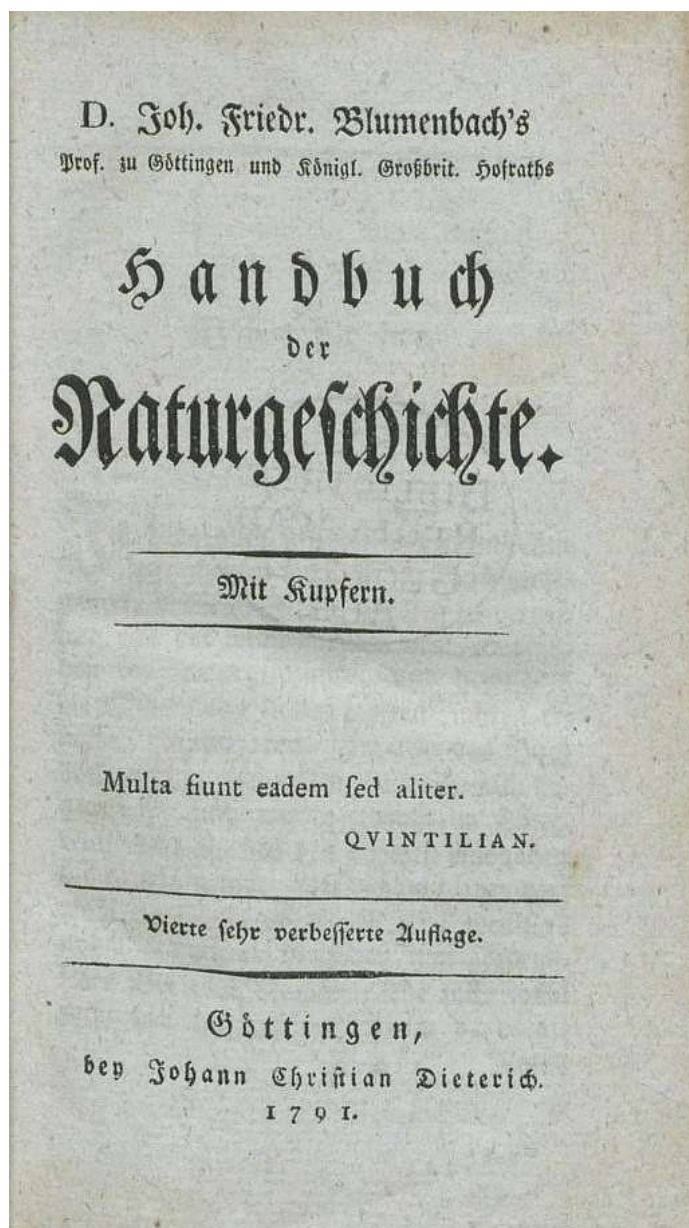 D. Joh. Friedr. Blumenbach's
Prof. zu Göttingen und Königl. Großbrit. Hofraths
Handbuch
der
Naturgeſchichte.
Mit Kupfern.
Multa fiunt eadem ſed aliter.
QVINTILIAN.
Vierte ſehr verbeſſerte Auflage.
Göttingen,
bey Johann Chriſtian Dieterich.
1791.